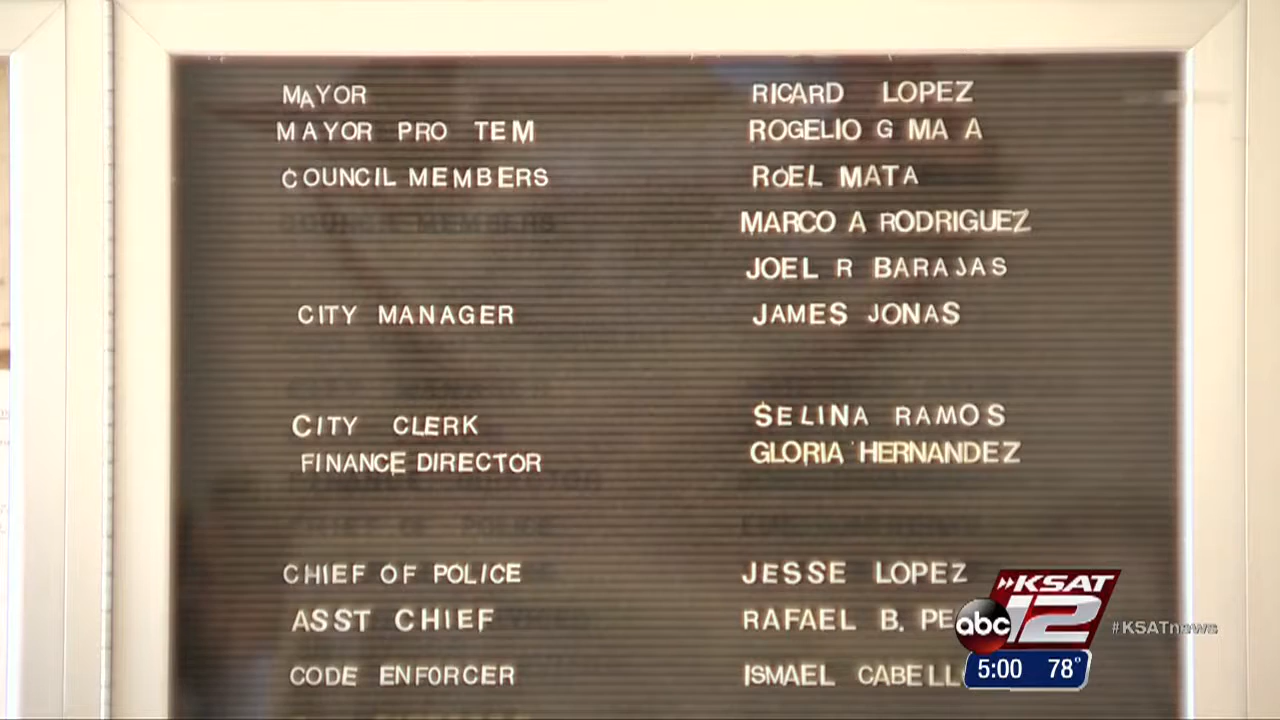 MAYOR RICARD LOPEZ
MAYOR PRO TEM ROGELIO G MA A
COUNCIL MEMBERS ROEL MATA
MARCO A RODRIGUEZ
JOEL R BARAJAS
CITY MANAGER JAMES JONAS
CITY CLERK SELINA RAMOS
FINANCE DIRECTOR GLORIA HERNANDEZ
CHIEF OF POLICE JESSE LOPEZ
ASST CHIEF RAFAEL B.
CODE ENFORCER ISMAEL
KSAT
abc 12
#KSATnews
5:00 78°